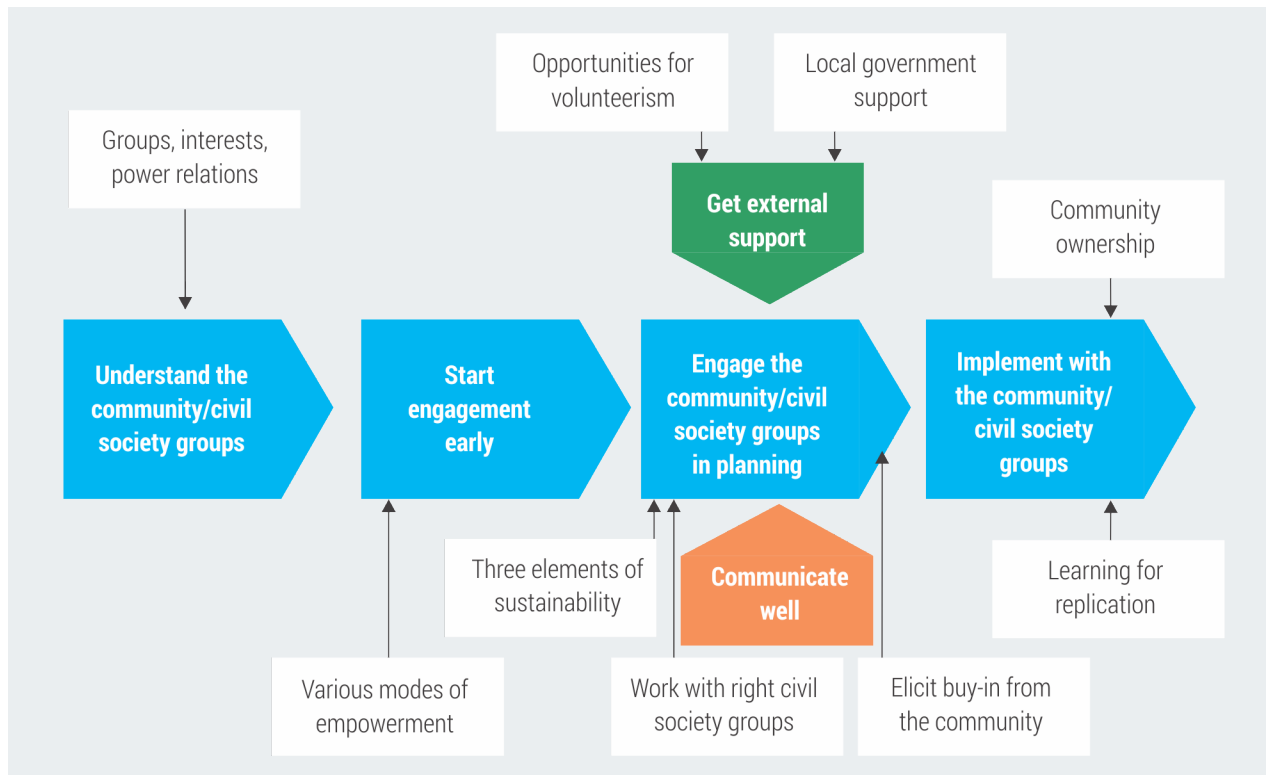 Opportunities for
volunteerism
Local government
support
Groups, interests,
power relations
Get external
support
Community
ownership
Understand the
community/civil
society groups
Start
engagement
early
Engage the
community/civil
society groups
in planning
Implement with
the community/
civil society
groups
Three elements of
sustainability
Communicate
well
Learning for
replication
Various modes of
empowerment
Work with right civil
society groups
Elicit buy-in from
the community